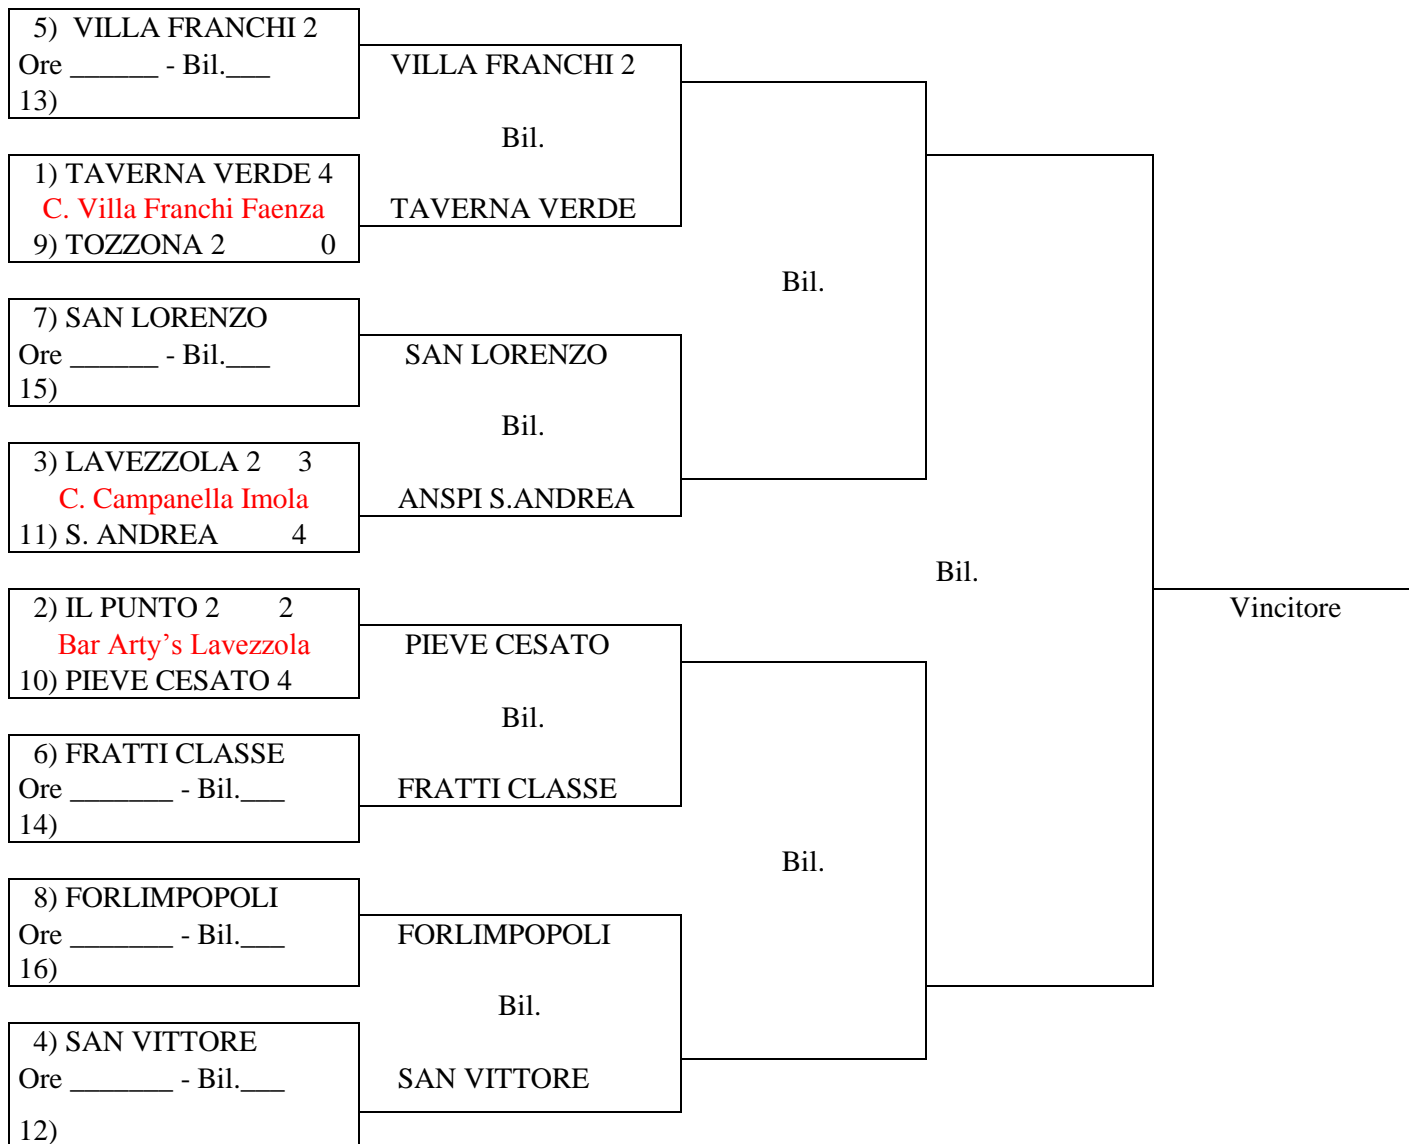 5) VILLA FRANCHI 2
Ore ______ - Bil.___
13)
VILLA FRANCHI 2
Bil.
1) TAVERNA VERDE 4
C. Villa Franchi Faenza
9) TOZZONA 2 0
TAVERNA VERDE
Bil.
7) SAN LORENZO
Ore ______ - Bil.___
15)
SAN LORENZO
Bil.
3) LAVEZZOLA 2 3
C. Campanella Imola
11) S. ANDREA 4
ANSPI S.ANDREA
Bil.
Vincitore
2) IL PUNTO 2 2
Bar Arty’s Lavezzola
10) PIEVE CESATO 4
PIEVE CESATO
Bil.
6) FRATTI CLASSE
Ore _______ - Bil.___
14)
FRATTI CLASSE
Bil.
8) FORLIMPOPOLI
Ore _______ - Bil.___
16)
FORLIMPOPOLI
Bil.
4) SAN VITTORE
Ore _______ - Bil.___
12)
SAN VITTORE